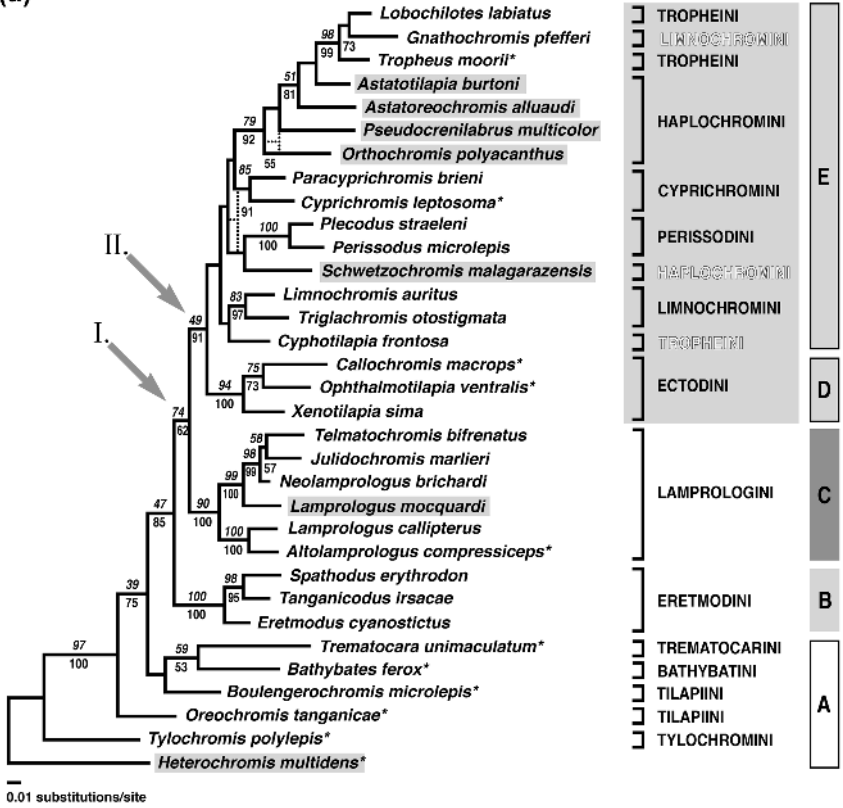 (a)
Lobochilotes labiatus
TROPHEINI
98
73
Gnathochromis pfefferi
LIMNOCHROMINI
99
Tropheus moorii*
TROPHEINI
51
81
Astatotilapia burtoni
Astatoreochromis alluaudi
HAPLOCHROMINI
79
92
Pseudocrenilabrus multicolor
55
Orthochromis polyacanthus
E
85
Paracyprichromis brieni
CYPRICHROMINI
91
Cyprichromis leptosoma*
100
100
Plecodus straeleni
PERISSODINI
Perissodus microlepis
II.
Schwetzochromis malagarazensis
HAPLOCHROMINI
83
97
Limnochromis auritus
LIMNOCHROMINI
49
91
Triglachromis otostigmata
I.
Cyphotilapia frontosa
TROPHEINI
75
73
Callochromis macrops*
ECTODINI
D
94
100
Ophthalmotilapia ventralis*
74
62
Xenotilapia sima
58
57
Telmatochromis bifrenatus
98
99
Julidochromis marlieri
99
100
Neolamprologus brichardi
LAMPROLOGINI
C
90
100
Lamprologus mocquardi
47
85
100
100
Lamprologus callipterus
Altolamprologus compressiceps*
98
95
Spathodus erythrodon
39
75
100
100
Tanganicodus irsacae
ERETMODINI
B
Eretmodus cyanostictus
97
100
59
53
Trematocara unimaculatum*
TREMATOCARINI
Bathybates ferox*
BATHYBATINI
Boulengerochromis microlepis*
TILAPIINI
A
Oreochromis tanganicae*
TILAPIINI
Tylochromis polylepis*
TYLOCHROMINI
Heterochromis multidens*
0.01 substitutions/site